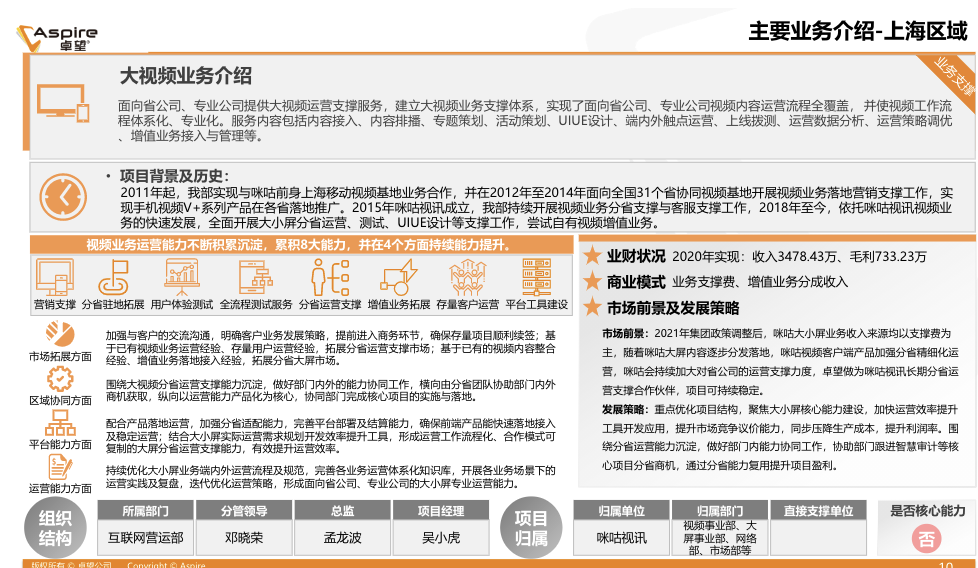 Aspire
卓望
主要业务介绍-上海区域
业务支撑
大视频业务介绍
面向省公司、专业公司提供大视频运营支撑服务，建立大视频业务支撑体系，实现了面向省公司、专业公司视频内容运营流程全覆盖，并使视频工作流
程体系化、专业化。服务内容包括内容接入、内容排播、专题策划、活动策划、UIUE设计、端内外触点运营、上线拨测、运营数据分析、运营策略调优
、增值业务接入与管理等。
• 项目背景及历史：
2011年起，我部实现与咪咕前身上海移动视频基地业务合作，并在2012年至2014年面向全国31个省协同视频基地开展视频业务落地营销支撑工作，实
现手机视频V+系列产品在各省落地推广。2015年咪咕视讯成立，我部持续开展视频业务分省支撑与客服支撑工作，2018年至今，依托咪咕视讯视频业
务的快速发展，全面开展大小屏分省运营、测试、UIUE设计等支撑工作，尝试自有视频增值业务。
视频业务运营能力不断积累沉淀，累积8大能力，并在4个方面持续能力提升。
营销支撑 分省驻地拓展 用户体验测试 全流程测试服务 分省运营支撑 增值业务拓展 存量客户运营 平台工具建设
市场拓展方面
加强与客户的交流沟通，明确客户业务发展策略，提前进入商务环节，确保存量项目顺利续签；基
于已有视频业务运营经验、存量用户运营经验，拓展分省运营支撑市场；基于已有的视频内容整合
经验、增值业务落地接入经验，拓展分省大屏市场。
区域协同方面
围绕大视频分省运营支撑能力沉淀，做好部门内外的能力协同工作，横向由分省团队协助部门内外
商机获取，纵向以运营能力产品化为核心，协同部门完成核心项目的实施与落地。
平台能力方面
配合产品落地运营，加强分省适配能力，完善平台部署及结算能力，确保前端产品能快速落地接入
及稳定运营；结合大小屏实际运营需求规划开发效率提升工具，形成运营工作流程化、合作模式可
复制的大屏分省运营支撑能力，有效提升运营效率。
运营能力方面
持续优化大小屏业务端内外运营流程及规范，完善各业务运营体系化知识库，开展各业务场景下的
运营实践及复盘，迭代优化运营策略，形成面向省公司、专业公司的大小屏专业运营能力。
业财状况 2020年实现：收入3478.43万、毛利733.23万
商业模式 业务支撑费、增值业务分成收入
市场前景及发展策略
市场前景：2021年集团政策调整后，咪咕大小屏业务收入来源均以支撑费为
主，随着咪咕大屏内容逐步分发落地，咪咕视频客户端产品加强分省精细化运
营，咪咕会持续加大对省公司的运营支撑力度，卓望做为咪咕视讯长期分省运
营支撑合作伙伴，项目可持续稳定。
发展策略：重点优化项目结构，聚焦大小屏核心能力建设，加快运营效率提升
工具开发应用，提升市场竞争议价能力，同步压降生产成本，提升利润率。围
绕分省运营能力沉淀，做好部门内能力协同工作，协助部门跟进智慧审计等核
心项目分省商机，通过分省能力复用提升项目盈利。
组织
结构
所属部门 分管领导 总监 项目经理
互联网营运部 邓晓荣 孟龙波 吴小虎
项目
归属
归属单位 归属部门 直接支撑单位
咪咕视讯
视频事业部、大
屏事业部、网络
部、市场部等
是否核心能力
否
版权所有 © 卓望公司 Copyright © Aspire
10